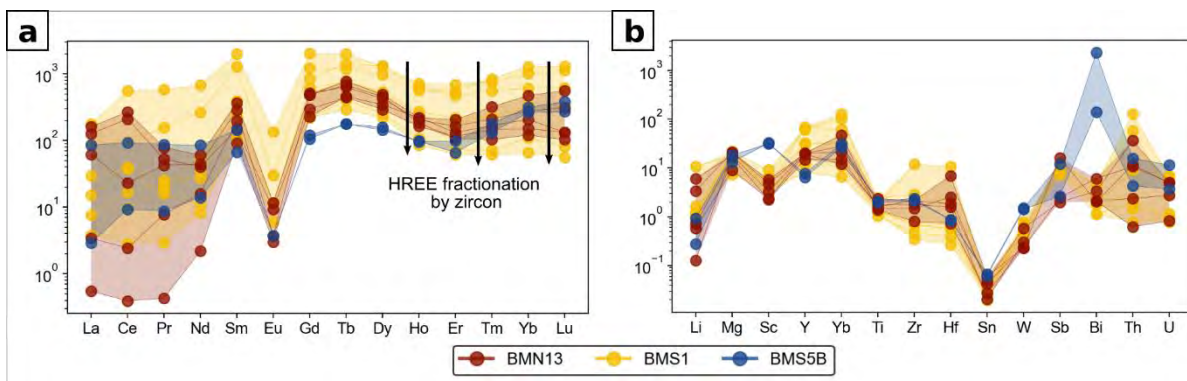 a
b
10³
10²
10¹
10⁰
HREE fractionation
by zircon
La Ce Pr Nd Sm Eu Gd Tb Dy Ho Er Tm Yb Lu
10³
10²
10¹
10⁰
10⁻¹
Li Mg Sc Y Yb Ti Zr Hf Sn W Sb Bi Th U
BMN13 BMS1 BMS5B